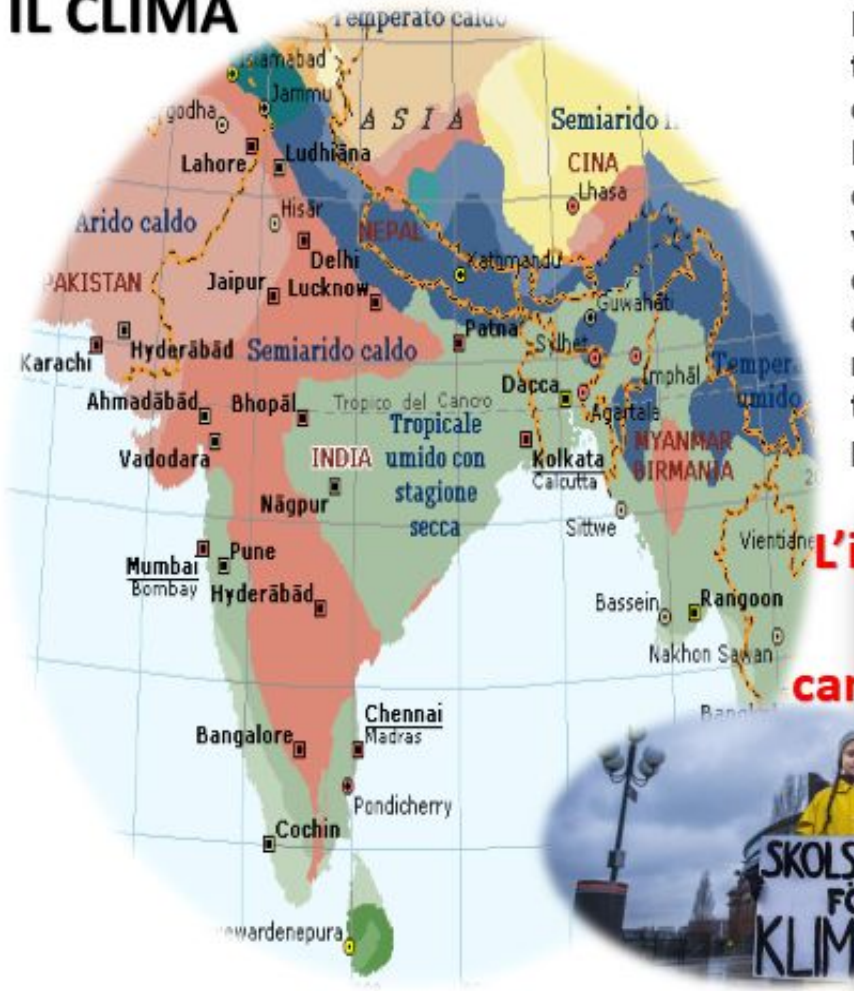 IL CLIMA
Temperato caldo
Islamabad
Jammu
A S I A
Semiarido
Lahore
Ludhiāna
CINA
Lhasa
Arido caldo
Hisār
NEPAL
Delhi
Kathmandu
PAKISTAN
Jaipur
Lucknow
Guwahati
Patna
Sylhet
Karachi
Hyderābād
Semiarido caldo
Imphāl
Dacca
umido
Ahmadābād
Bhopāl
Tropico del Cancro
Agartala
Tropicale
umido con
stagione
secca
Vadodara
INDIA
MYANMAR
BIRMANIA
Kolkata
Calcutta
Nāgpur
Sittwe
Vientiane
Mumbai
Bombay
Pune
Hyderābād
Bassein
Rangoon
Nakhon Sawan
Chennai
Madras
Bangalore
Pondicherry
Cochin
SKOLS
FÖ
KLIM